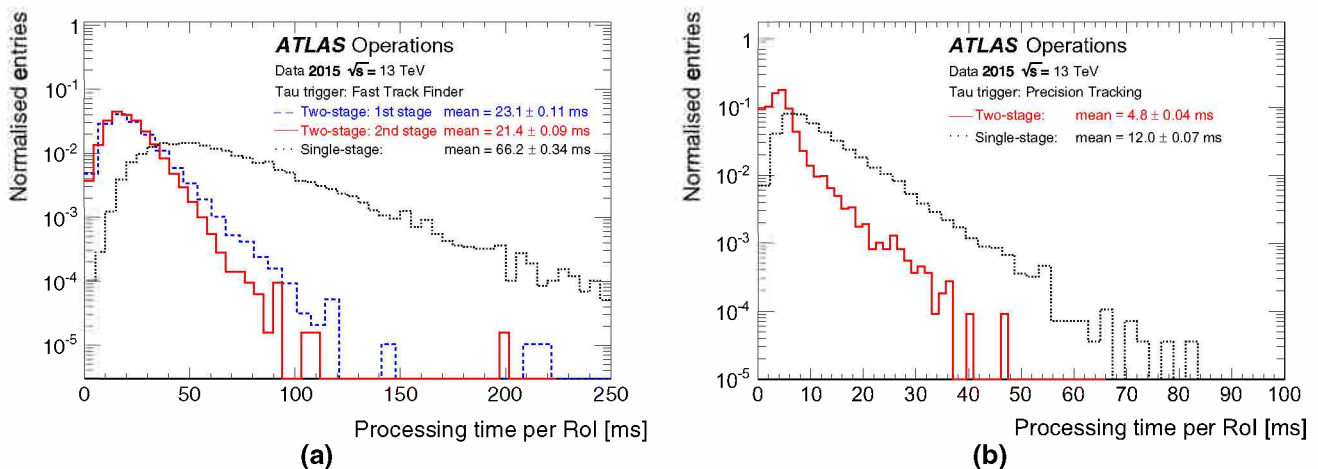 Normalised entries
1
10⁻¹
10⁻²
10⁻³
10⁻⁴
10⁻⁵
ATLAS Operations
Data 2015 √s = 13 TeV
Tau trigger: Fast Track Finder
Two-stage: 1st stage mean = 23.1 ± 0.11 ms
Two-stage: 2nd stage mean = 21.4 ± 0.09 ms
Single-stage: mean = 66.2 ± 0.34 ms
0 50 100 150 200 250
Processing time per RoI [ms]
(a)
Normalised entries
1
10⁻¹
10⁻²
10⁻³
10⁻⁴
10⁻⁵
ATLAS Operations
Data 2015 √s = 13 TeV
Tau trigger: Precision Tracking
Two-stage: mean = 4.8 ± 0.04 ms
Single-stage: mean = 12.0 ± 0.07 ms
0 10 20 30 40 50 60 70 80 90 100
Processing time per RoI [ms]
(b)